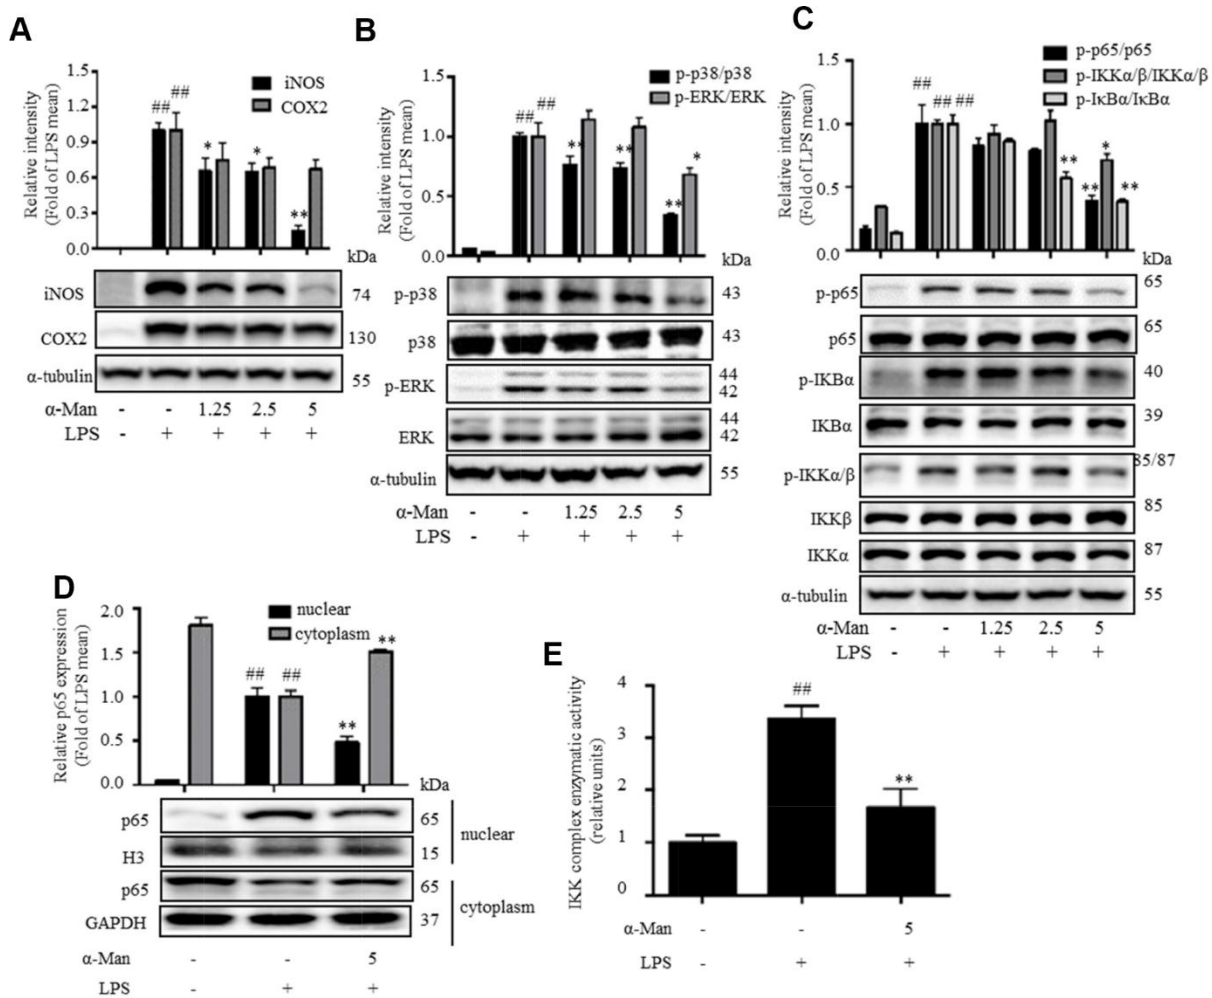 A
Relative intensity
(Fold of LPS mean)
1.5
1.2
0.9
0.6
0.3
0.0
iNOS
COX2
##
##
*
*
**
kDa
iNOS
74
COX2
130
α-tubulin
55
α-Man - - 1.25 2.5 5
LPS - + + + +
B
Relative intensity
(Fold of LPS mean)
1.5
1.0
0.5
0.0
p-p38/p38
p-ERK/ERK
##
##
**
**
**
*
kDa
p-p38
43
p38
43
p-ERK
44
42
ERK
44
42
α-tubulin
55
α-Man - - 1.25 2.5 5
LPS - + + + +
C
Relative intensity
(Fold of LPS mean)
1.5
1.0
0.5
0.0
p-p65/p65
p-IKKα/β/IKKα/β
p-IκBα/IκBα
##
##
##
**
**
*
**
kDa
p-p65
65
p65
65
p-IKBα
40
IKBα
39
p-IKKα/β
85/87
IKKβ
85
IKKα
87
α-tubulin
55
α-Man - - 1.25 2.5 5
LPS - + + + +
D
Relative p65 expression
(Fold of LPS mean)
2.0
1.5
1.0
0.5
0.0
nuclear
cytoplasm
##
##
**
**
kDa
p65
65
H3
15
nuclear
p65
65
GAPDH
37
cytoplasm
α-Man - - 5
LPS - + +
E
IKK complex enzymatic activity
(relative units)
4
3
2
1
0
##
**
α-Man - - 5
LPS - + +